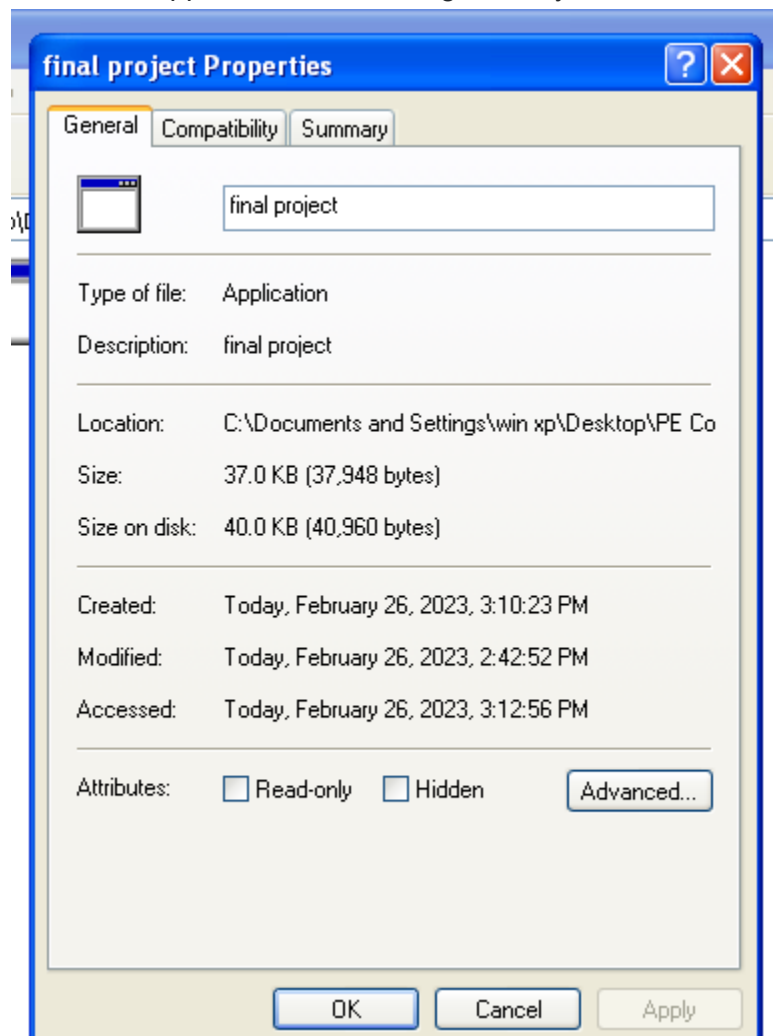 final project Properties
General Compatibility Summary
final project
Type of file: Application
Description: final project
Location: C:\Documents and Settings\win xp\Desktop\PE Co
Size: 37.0 KB (37,948 bytes)
Size on disk: 40.0 KB (40,960 bytes)
Created: Today, February 26, 2023, 3:10:23 PM
Modified: Today, February 26, 2023, 2:42:52 PM
Accessed: Today, February 26, 2023, 3:12:56 PM
Attributes: Read-only Hidden Advanced...
OK Cancel Apply